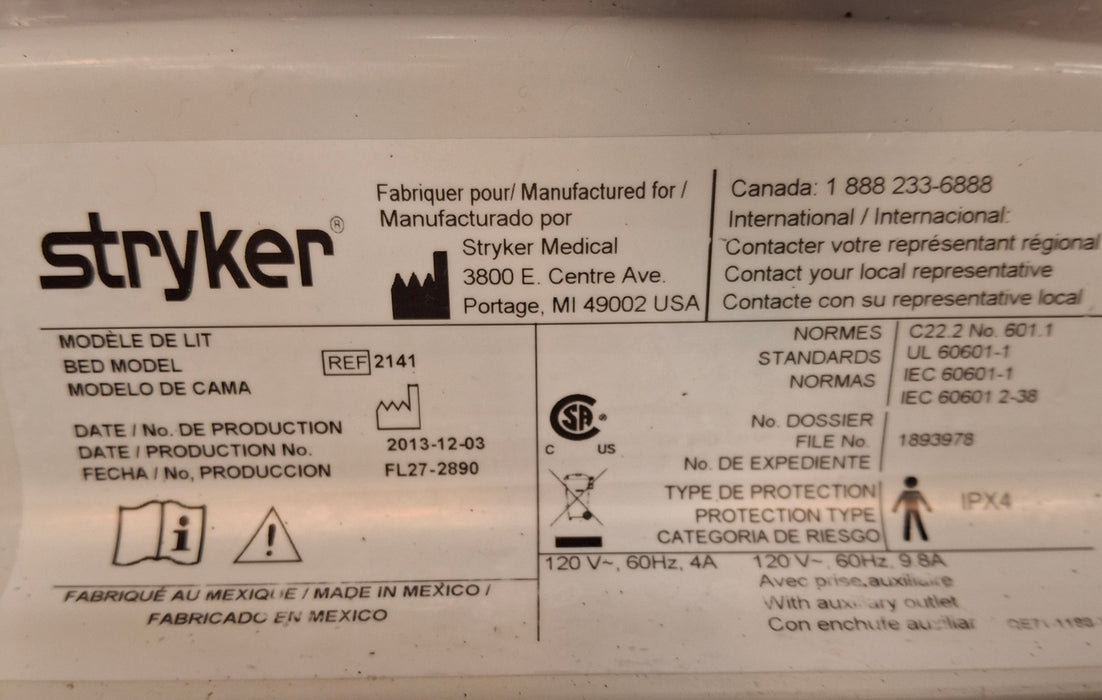 stryker®
Fabriquer pour/ Manufactured for /
Manufacturado por
Stryker Medical
3800 E. Centre Ave.
Portage, MI 49002 USA
Canada: 1 888 233-6888
International / Internacional:
Contacter votre représentant régional
Contact your local representative
Contacte con su representative local
MODÈLE DE LIT
BED MODEL
MODELO DE CAMA
REF 2141
DATE / No. DE PRODUCTION
DATE / PRODUCTION No.
FECHA / No, PRODUCCION
2013-12-03
FL27-2890
FABRIQUÉ AU MEXIQUE / MADE IN MEXICO /
FABRICADO EN MEXICO
NORMES
STANDARDS
NORMAS
C22.2 No. 601.1
UL 60601-1
IEC 60601-1
IEC 60601 2-38
SA ®
C US
No. DOSSIER
FILE No.
No. DE EXPEDIENTE
1893978
TYPE DE PROTECTION
PROTECTION TYPE
CATEGORIA DE RIESGO
IPX4
120 V~, 60Hz, 4A
120 V~, 60Hz, 9.8A
Avec prise auxiliaire
With auxiliary outlet
Con enchufe auxiliar